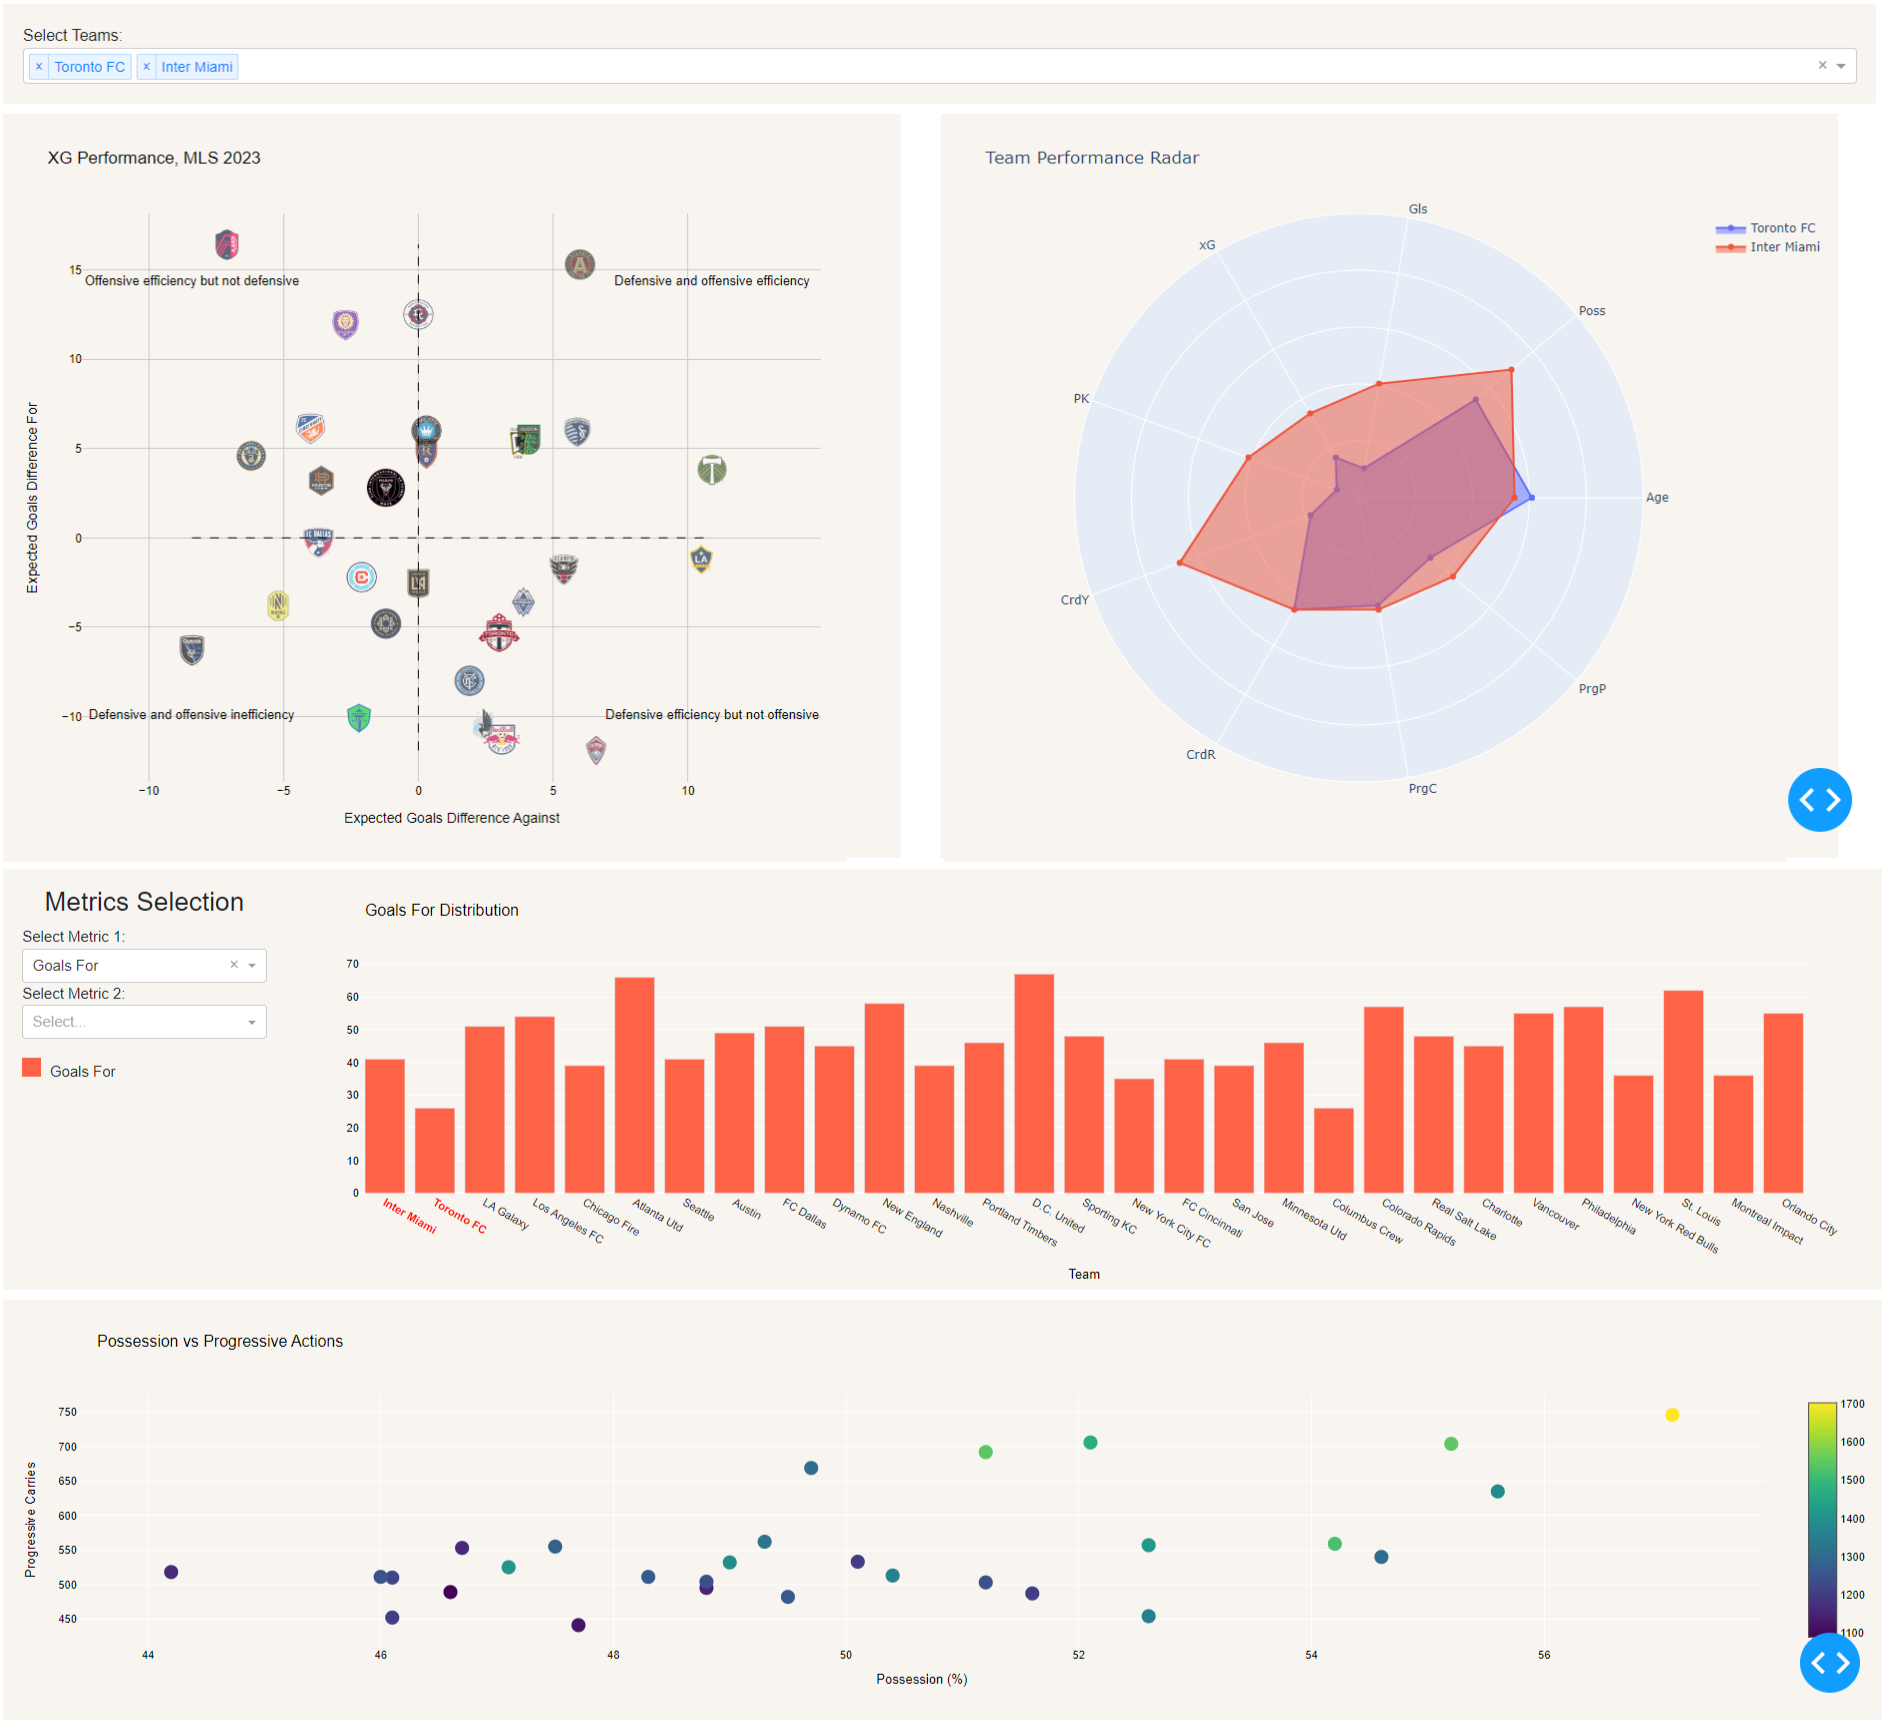 Select Teams:
× Toronto FC × Inter Miami
XG Performance, MLS 2023
15
10
5
0
−5
−10
Expected Goals Difference For
Offensive efficiency but not defensive
Defensive and offensive efficiency
Defensive and offensive inefficiency
Defensive efficiency but not offensive
−10 −5 0 5 10
Expected Goals Difference Against
Team Performance Radar
Toronto FC
Inter Miami
Gls
xG
Poss
PK
Age
CrdY
PrgP
CrdR
PrgC
Metrics Selection
Select Metric 1:
Goals For
Select Metric 2:
Select...
Goals For
Goals For Distribution
70
60
50
40
30
20
10
0
Inter Miami
Toronto FC
LA Galaxy
Los Angeles FC
Chicago Fire
Atlanta Utd
Seattle
Austin
FC Dallas
Dynamo FC
New England
Nashville
Portland Timbers
D.C. United
Sporting KC
New York City FC
FC Cincinnati
San Jose
Minnesota Utd
Columbus Crew
Colorado Rapids
Real Salt Lake
Charlotte
Vancouver
Philadelphia
New York Red Bulls
St. Louis
Montreal Impact
Orlando City
Team
Possession vs Progressive Actions
750
700
650
600
550
500
450
Progressive Carries
44 46 48 50 52 54 56
Possession (%)
1700
1600
1500
1400
1300
1200
1100